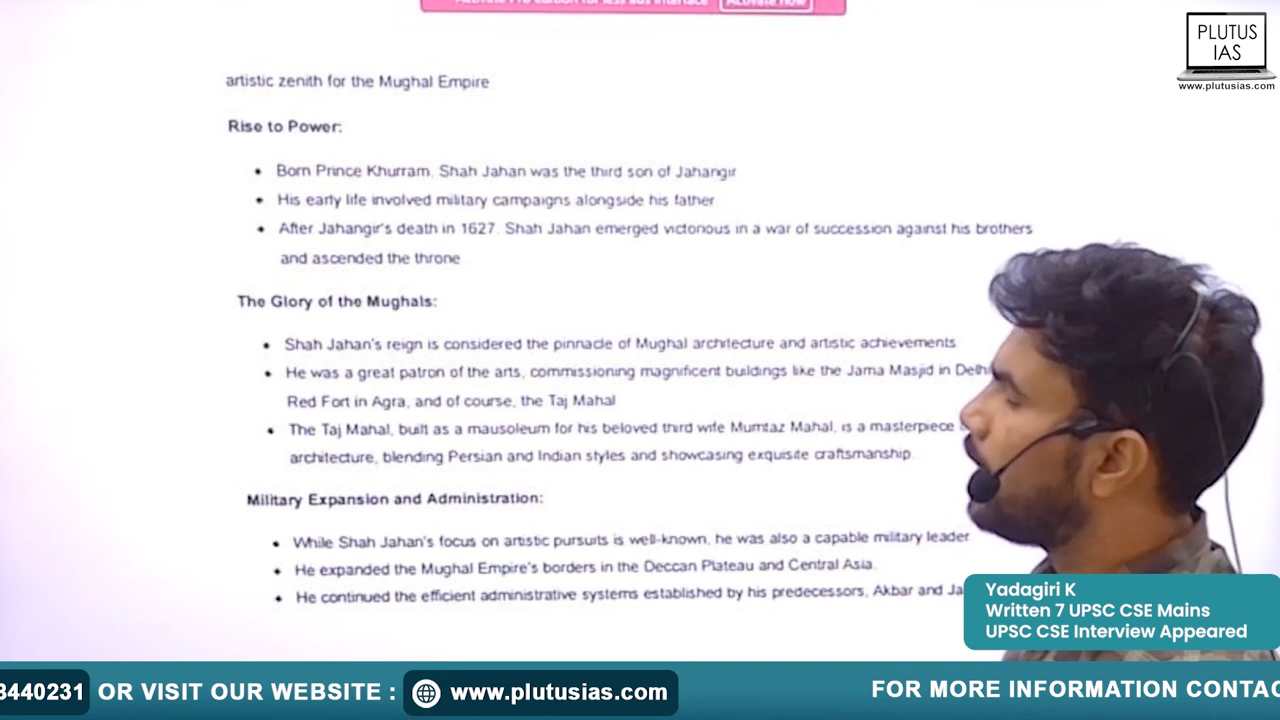 Activate Pro edition for less ads interface Activate now
PLUTUS
IAS
www.plutusias.com
artistic zenith for the Mughal Empire
Rise to Power:
• Born Prince Khurram, Shah Jahan was the third son of Jahangir
• His early life involved military campaigns alongside his father
• After Jahangir's death in 1627, Shah Jahan emerged victorious in a war of succession against his brothers
and ascended the throne
The Glory of the Mughals:
• Shah Jahan's reign is considered the pinnacle of Mughal architecture and artistic achievements
• He was a great patron of the arts, commissioning magnificent buildings like the Jama Masjid in Delhi
Red Fort in Agra, and of course, the Taj Mahal
• The Taj Mahal, built as a mausoleum for his beloved third wife Mumtaz Mahal, is a masterpiece
architecture, blending Persian and Indian styles and showcasing exquisite craftsmanship.
Military Expansion and Administration:
• While Shah Jahan's focus on artistic pursuits is well-known, he was also a capable military leader.
• He expanded the Mughal Empire's borders in the Deccan Plateau and Central Asia.
• He continued the efficient administrative systems established by his predecessors, Akbar and Ja
Yadagiri K
Written 7 UPSC CSE Mains
UPSC CSE Interview Appeared
8440231 OR VISIT OUR WEBSITE : www.plutusias.com FOR MORE INFORMATION CONTAC